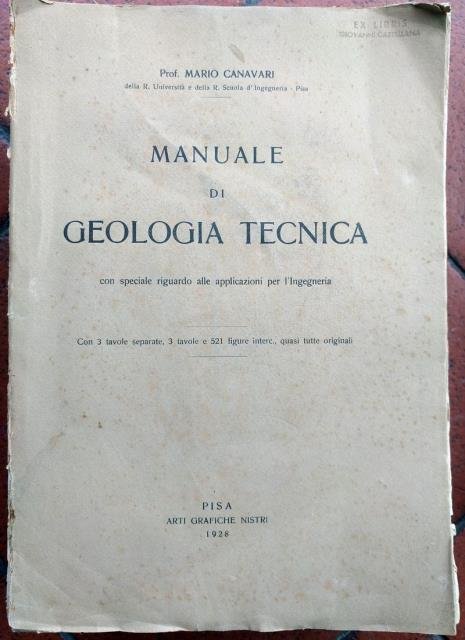 EX LIBRIS
GIOVANNI CASTELLANA
Prof. MARIO CANAVARI
della R. Università e della R. Scuola d'Ingegneria - Pisa
MANUALE
DI
GEOLOGIA TECNICA
con speciale riguardo alle applicazioni per l'Ingegneria
Con 3 tavole separate, 3 tavole e 521 figure interc., quasi tutte originali
PISA
ARTI GRAFICHE NISTRI
1928